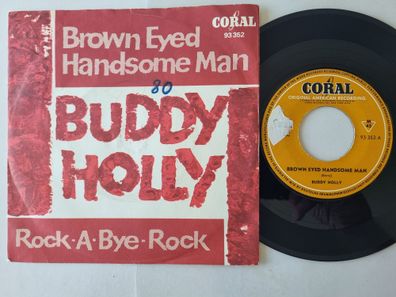 Brown Eyed
Handsome Man
CORAL
93 352
80
BUDDY
HOLLY
Rock-A-Bye-Rock
CORAL
ORIGINAL AMERICAN RECORDING
93 352 A
BROWN EYED HANDSOME MAN
(Berry)
BUDDY HOLLY